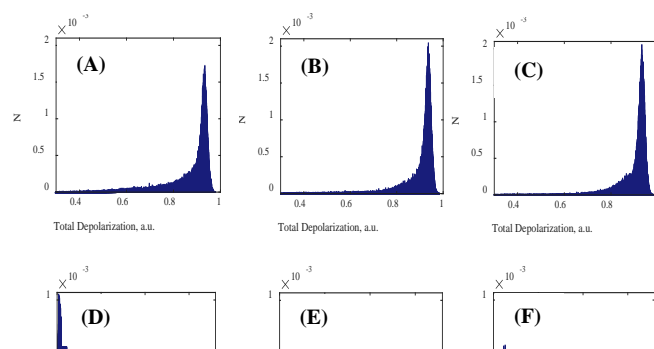 × 10 -3 × 10 -3 × 10 -3
2 2 2
(A) (B) (C)
1.5 1.5 1.5
N N N
1 1 1
0.5 0.5 0.5
0 0 0
0.4 0.6 0.8 1 0.4 0.6 0.8 1 0.4 0.6 0.8
Total Depolarization, a.u. Total Depolarization, a.u. Total Depolarization, a.u.
× 10 -3 × 10 -3 × 10 -3
1 1 1
(D) (E) (F)